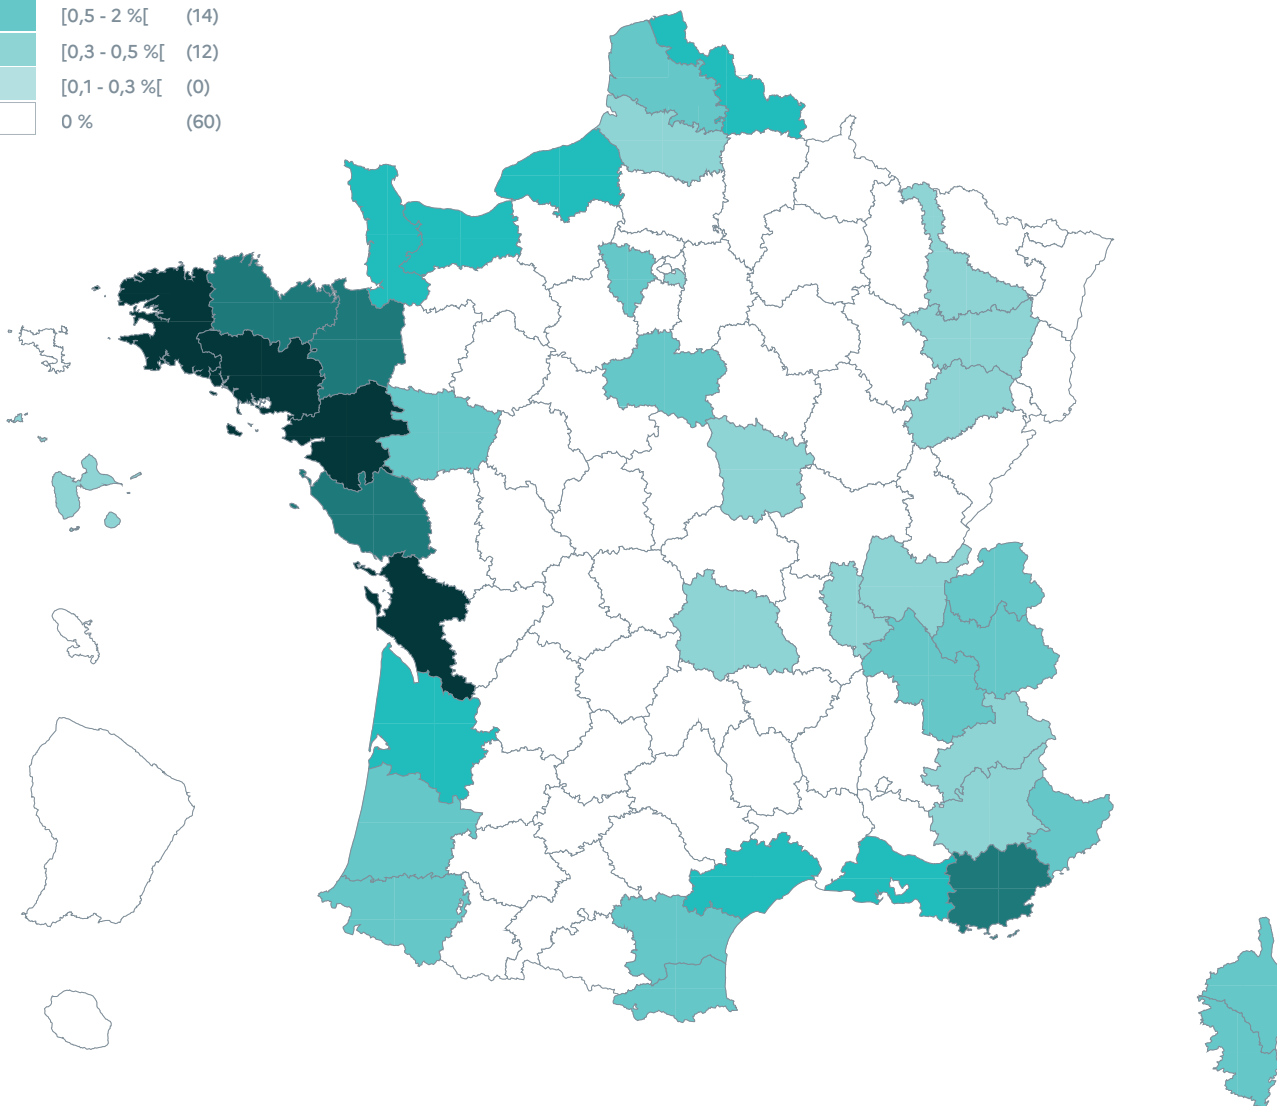 [0,5 - 2 %[ (14)
[0,3 - 0,5 %[ (12)
[0,1 - 0,3 %[ (0)
0 % (60)